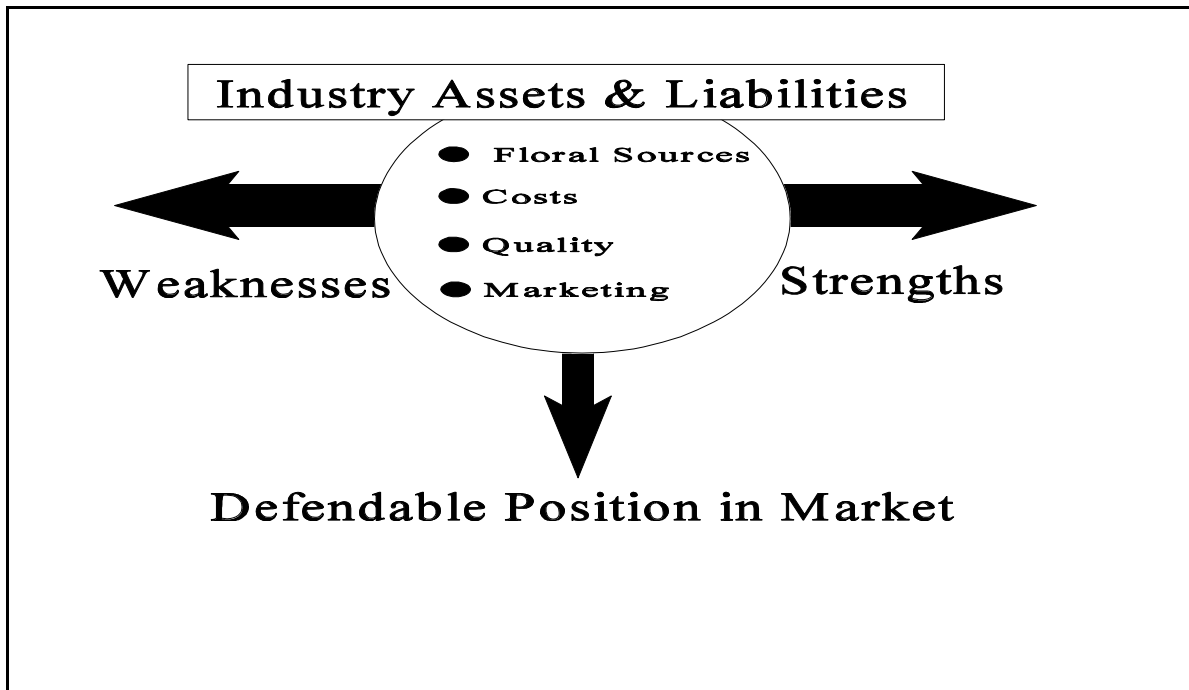 Industry Assets & Liabilities
Floral Sources
Costs
Quality
Marketing
Weaknesses
Strengths
Defendable Position in Market